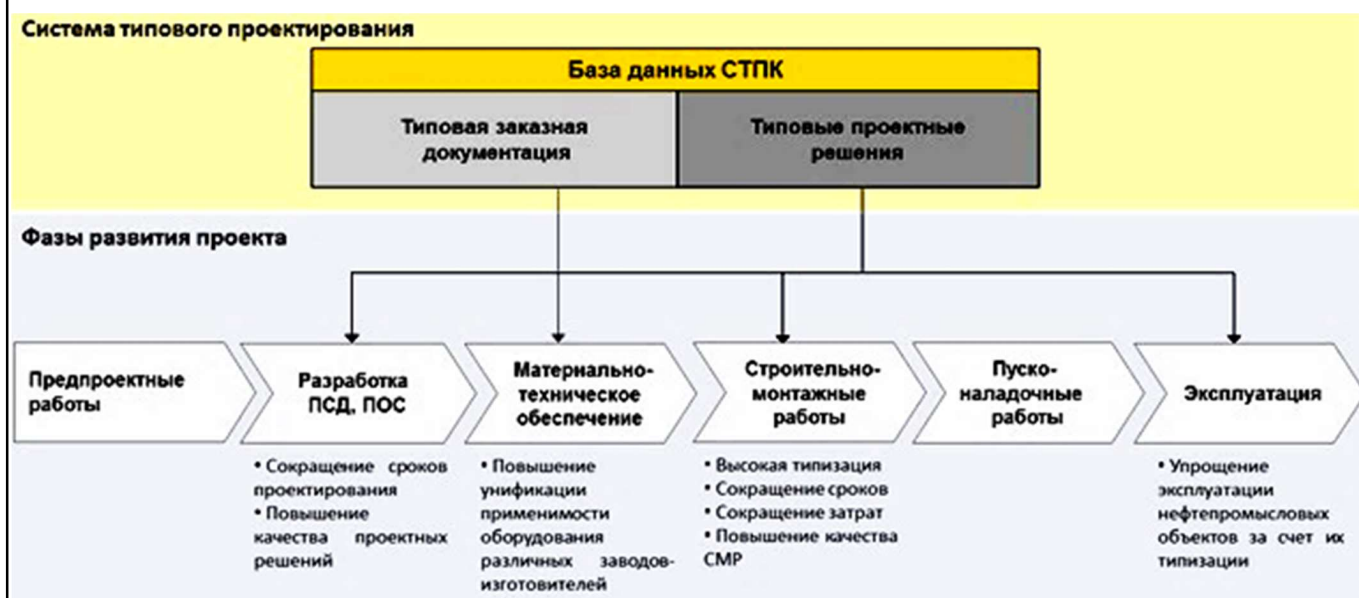 Система типового проектирования
База данных СТПК
Типовая заказная
документация
Типовые проектные
решения
Фазы развития проекта
Предпроектные
работы
Разработка
ПСД, ПОС
Материально-
техническое
обеспечение
Строительно-
монтажные
работы
Пуско-
наладочные
работы
Эксплуатация
• Сокращение сроков
проектирования
• Повышение
качества проектных
решений
• Повышение
унификации
применимости
оборудования
различных заводов-
изготовителей
• Высокая типизация
• Сокращение сроков
• Сокращение затрат
• Повышение качества
СМР
• Упрощение
эксплуатации
нефтепромысловых
объектов за счет их
типизации